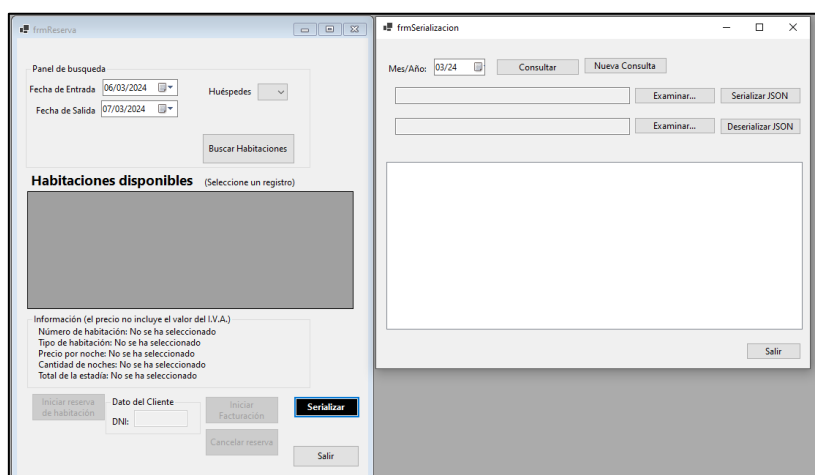 frmReserva
Panel de busqueda
Fecha de Entrada 06/03/2024
Huéspedes
Fecha de Salida 07/03/2024
Buscar Habitaciones
Habitaciones disponibles (Seleccione un registro)
Información (el precio no incluye el valor del I.V.A.)
Número de habitación: No se ha seleccionado
Tipo de habitación: No se ha seleccionado
Precio por noche: No se ha seleccionado
Cantidad de noches: No se ha seleccionado
Total de la estadía: No se ha seleccionado
Iniciar reserva
de habitación
Dato del Cliente
DNI:
Iniciar
Facturación
Serializar
Cancelar reserva
Salir
frmSerializacion
Mes/Año: 03/24 Consultar Nueva Consulta
Examinar... Serializar JSON
Examinar... Deserializar JSON
Salir